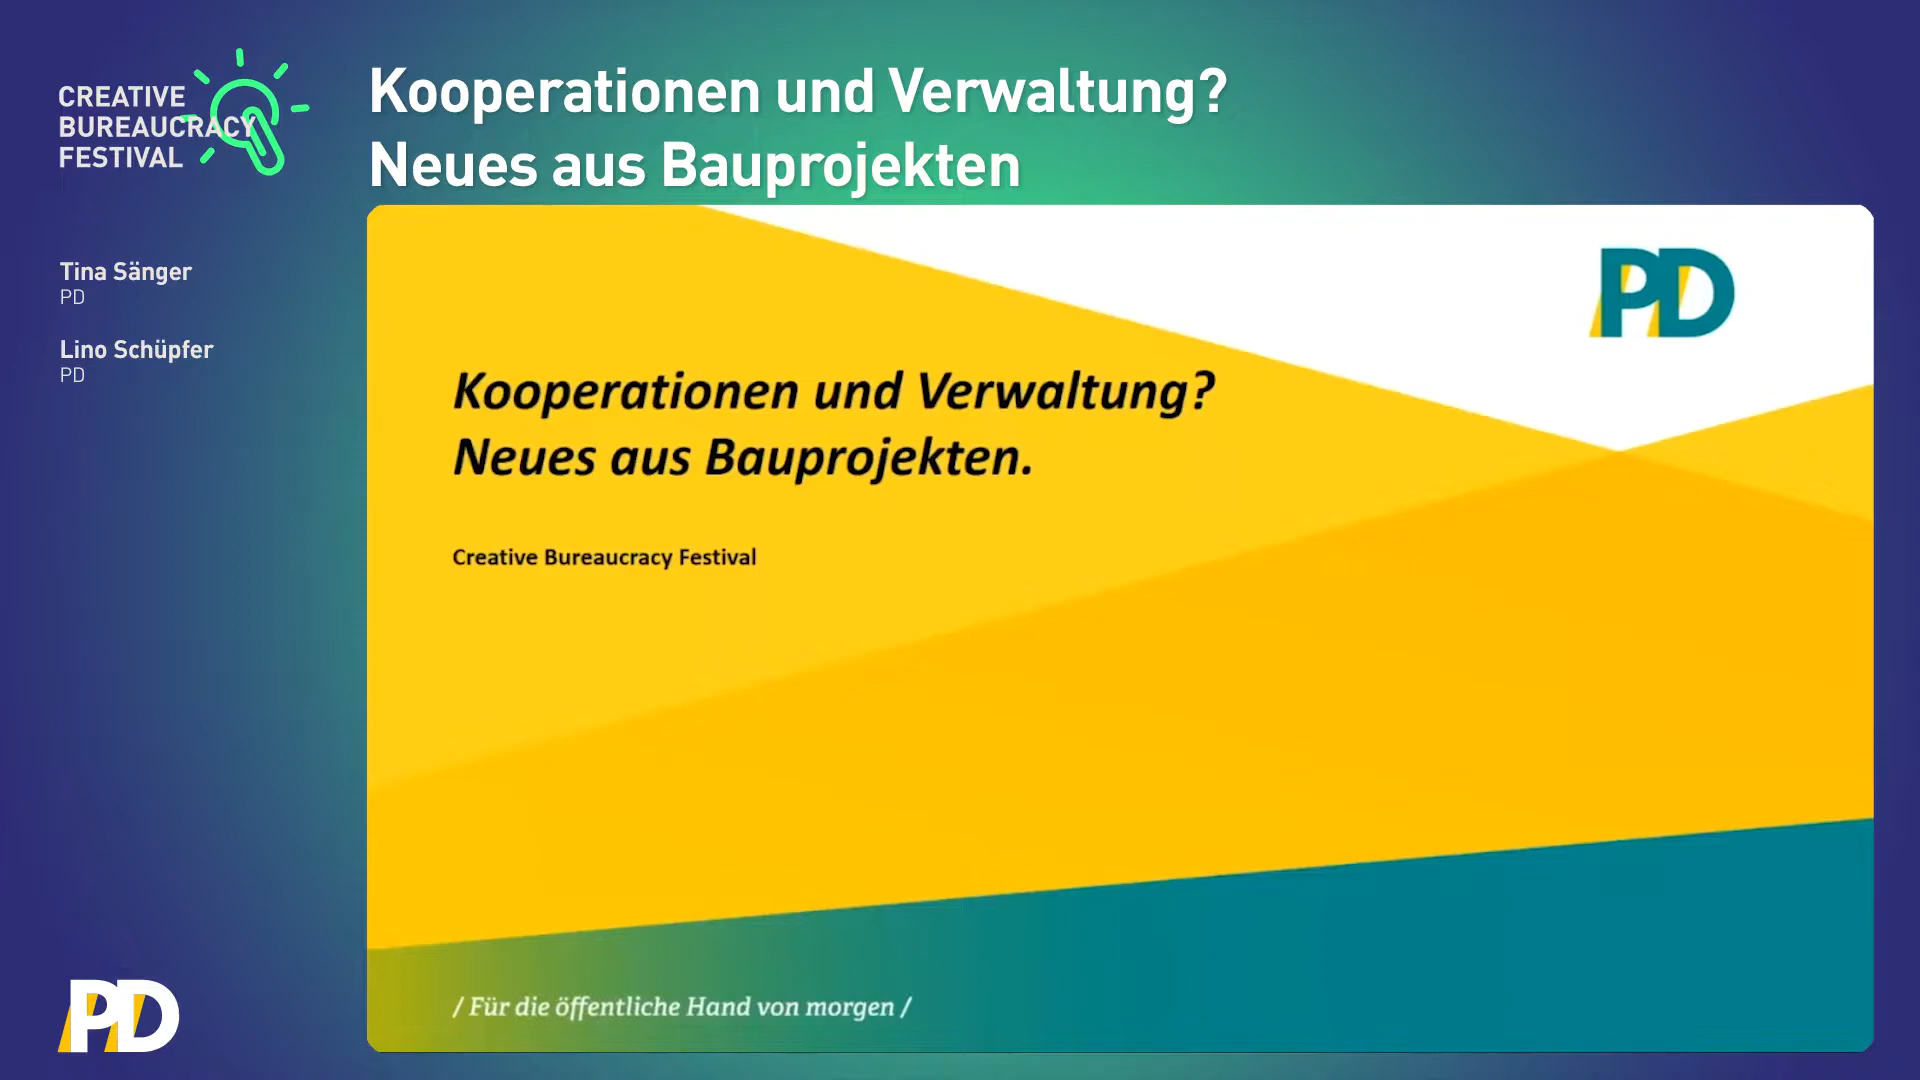 CREATIVE
BUREAUCRACY
FESTIVAL
Kooperationen und Verwaltung?
Neues aus Bauprojekten
Tina Sänger
PD
Lino Schüpfer
PD
PD
Kooperationen und Verwaltung?
Neues aus Bauprojekten.
Creative Bureaucracy Festival
/ Für die öffentliche Hand von morgen /
PD